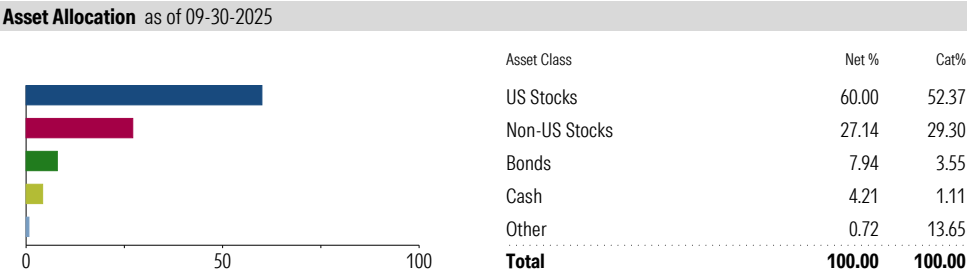 Asset Allocation as of 09-30-2025
Asset Class Net % Cat%
US Stocks 60.00 52.37
Non-US Stocks 27.14 29.30
Bonds 7.94 3.55
Cash 4.21 1.11
Other 0.72 13.65
Total 100.00 100.00
0 50 100